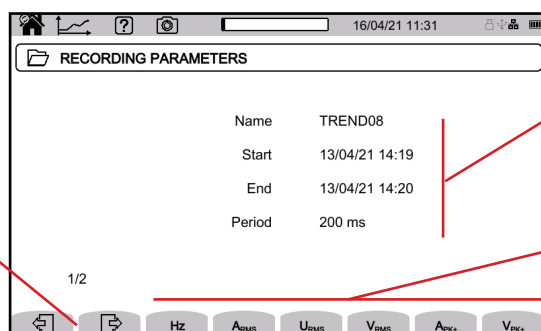 ? 16/04/21 11:31
RECORDING PARAMETERS
Name TREND08
Start 13/04/21 14:19
End 13/04/21 14:20
Period 200 ms
1/2
Hz ARMS URMS VRMS APK+ VPK+